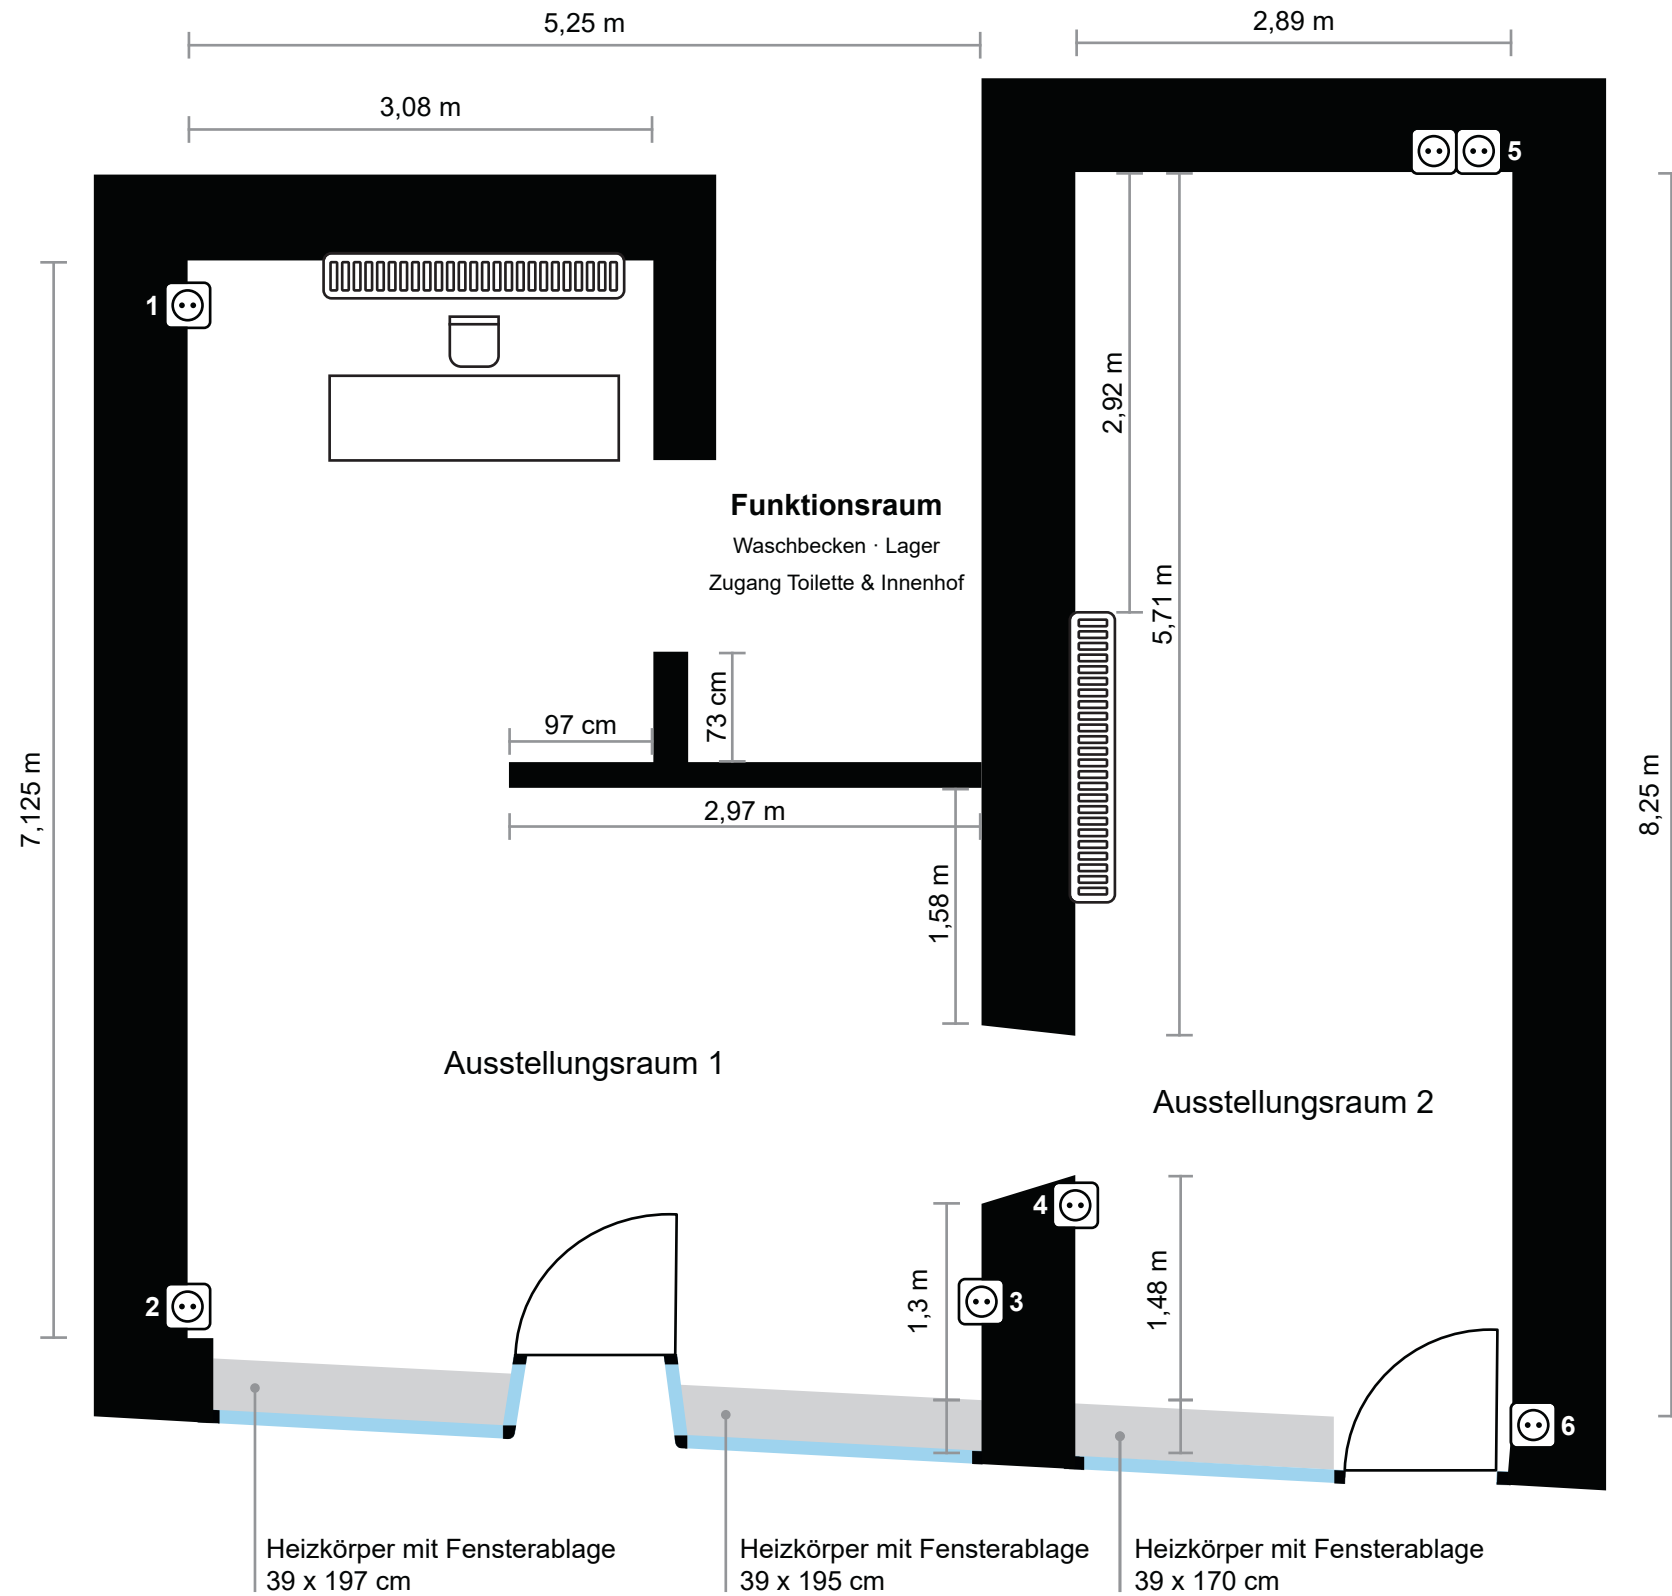 5,25 m
2,89 m
3,08 m
5
1
2,92 m
Funktionsraum
Waschbecken · Lager
Zugang Toilette & Innenhof
5,71 m
73 cm
97 cm
7,125 m
8,25 m
2,97 m
1,58 m
Ausstellungsraum 1
Ausstellungsraum 2
4
2
3
1,3 m
1,48 m
6
Heizkörper mit Fensterablage
39 x 197 cm
Heizkörper mit Fensterablage
39 x 195 cm
Heizkörper mit Fensterablage
39 x 170 cm